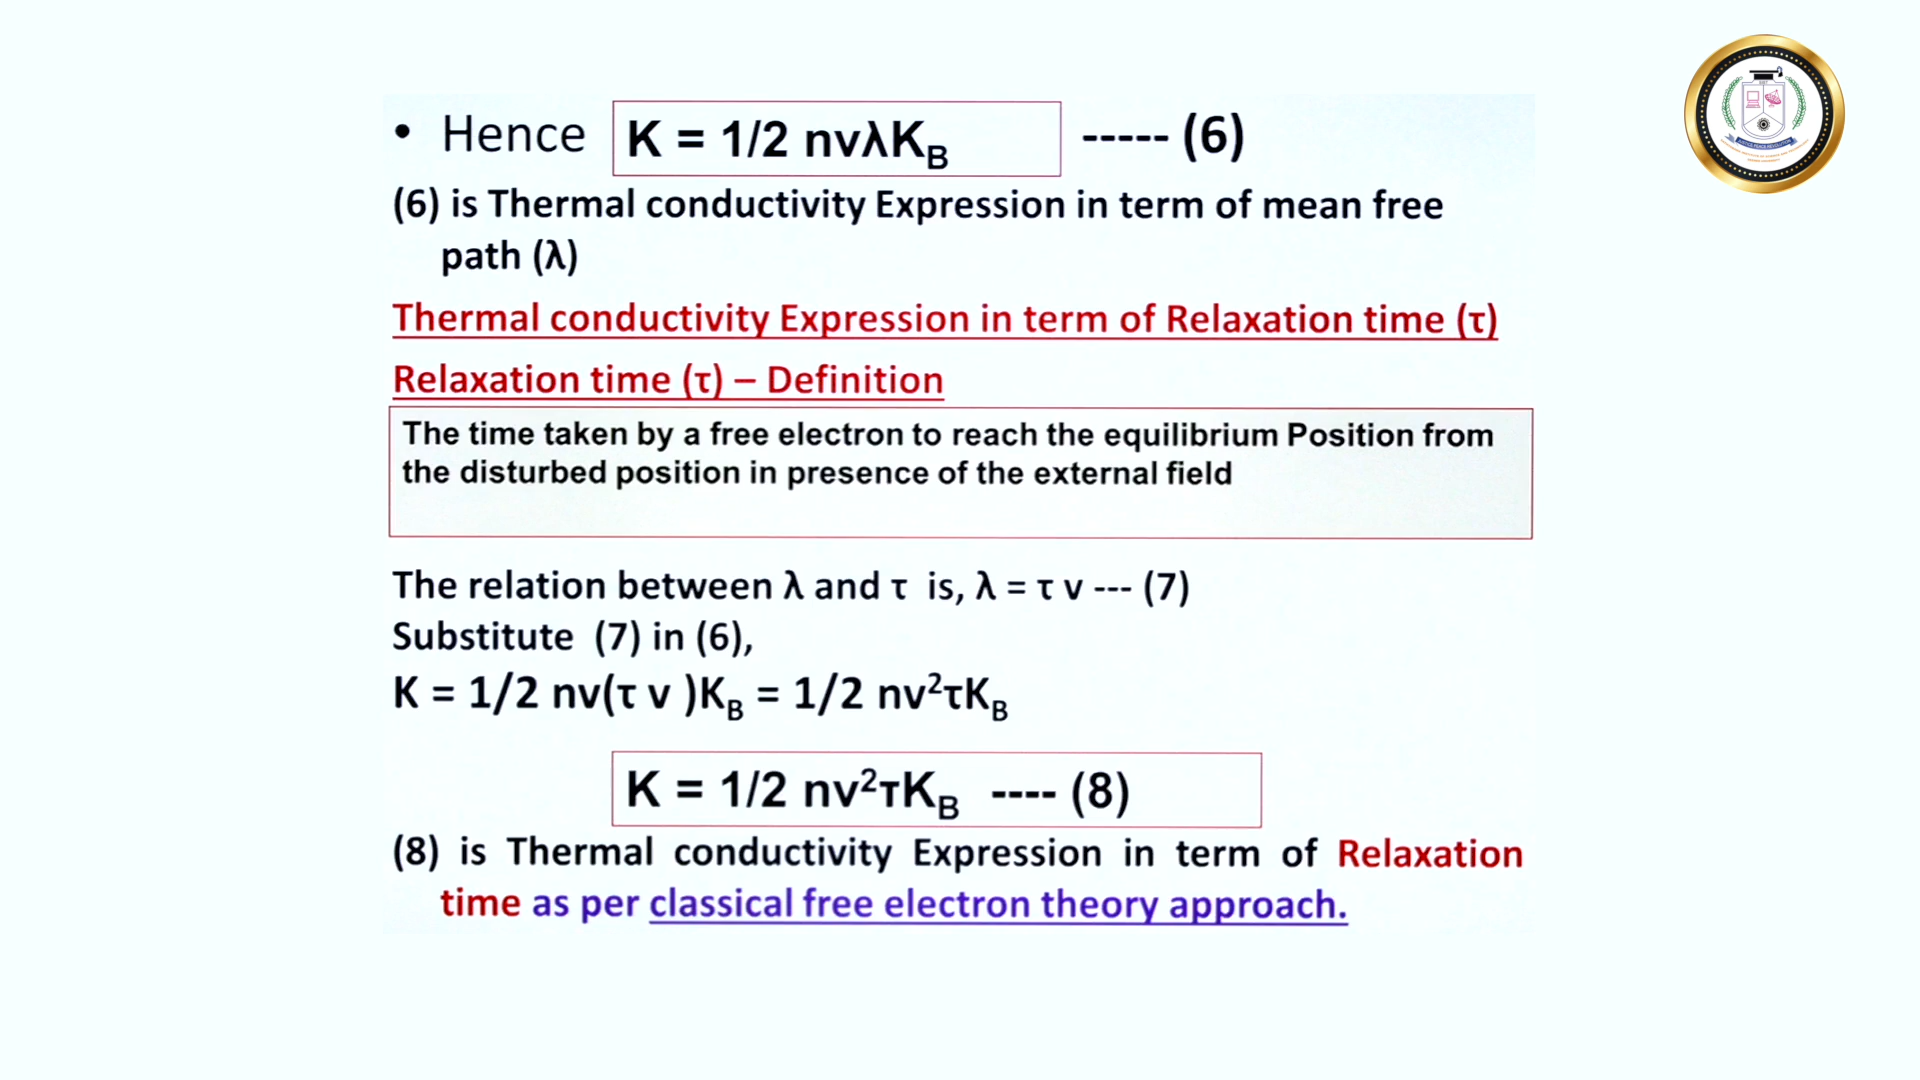 • Hence K = 1/2 nvλK_B ----- (6)
(6) is Thermal conductivity Expression in term of mean free
path (λ)
Thermal conductivity Expression in term of Relaxation time (τ)
Relaxation time (τ) – Definition
The time taken by a free electron to reach the equilibrium Position from
the disturbed position in presence of the external field
The relation between λ and τ is, λ = τ v --- (7)
Substitute (7) in (6),
K = 1/2 nv(τ v )K_B = 1/2 nv²τK_B
K = 1/2 nv²τK_B ---- (8)
(8) is Thermal conductivity Expression in term of Relaxation
time as per classical free electron theory approach.